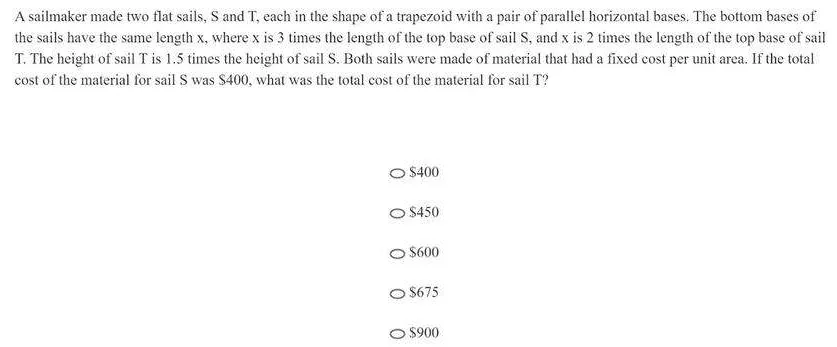 A sailmaker made two flat sails, S and T, each in the shape of a trapezoid with a pair of parallel horizontal bases. The bottom bases of
the sails have the same length x, where x is 3 times the length of the top base of sail S, and x is 2 times the length of the top base of sail
T. The height of sail T is 1.5 times the height of sail S. Both sails were made of material that had a fixed cost per unit area. If the total
cost of the material for sail S was $400, what was the total cost of the material for sail T?
$400
$450
$600
$675
$900